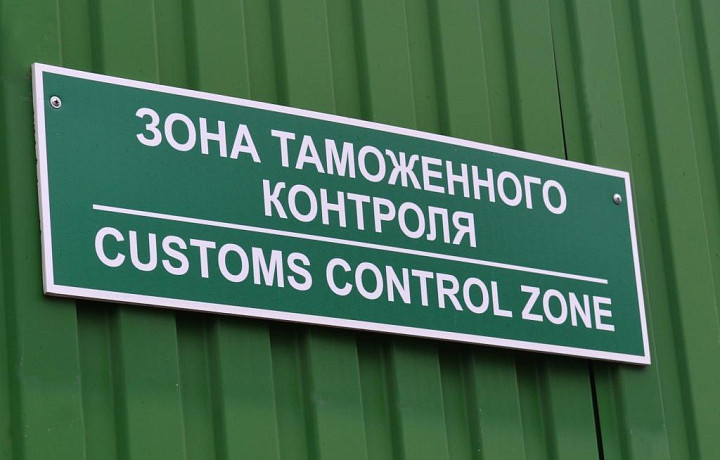 ЗОНА ТАМОЖЕННОГО
КОНТРОЛЯ
CUSTOMS CONTROL ZONE